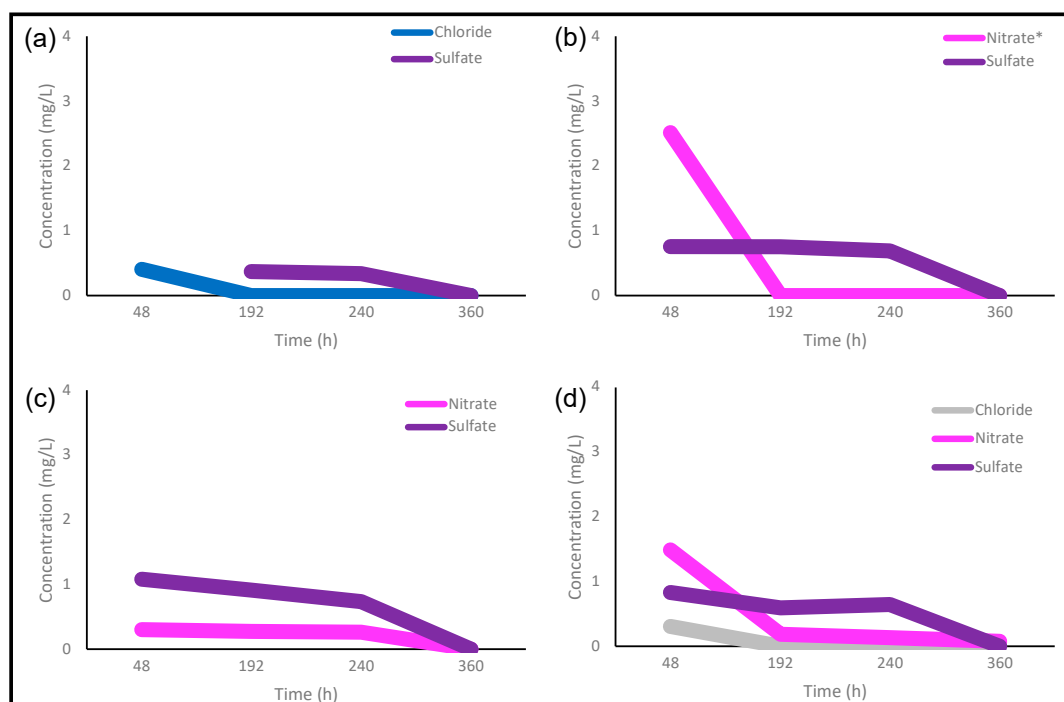 (a)
Chloride
Sulfate
Concentration (mg/L)
4
3
2
1
0
48 192 240 360
Time (h)
(b)
Nitrate*
Sulfate
Concentration (mg/L)
4
3
2
1
0
48 192 240 360
Time (h)
(c)
Nitrate
Sulfate
Concentration (mg/L)
4
3
2
1
0
48 192 240 360
Time (h)
(d)
Chloride
Nitrate
Sulfate
Concentration (mg/L)
4
3
2
1
0
48 192 240 360
Time (h)